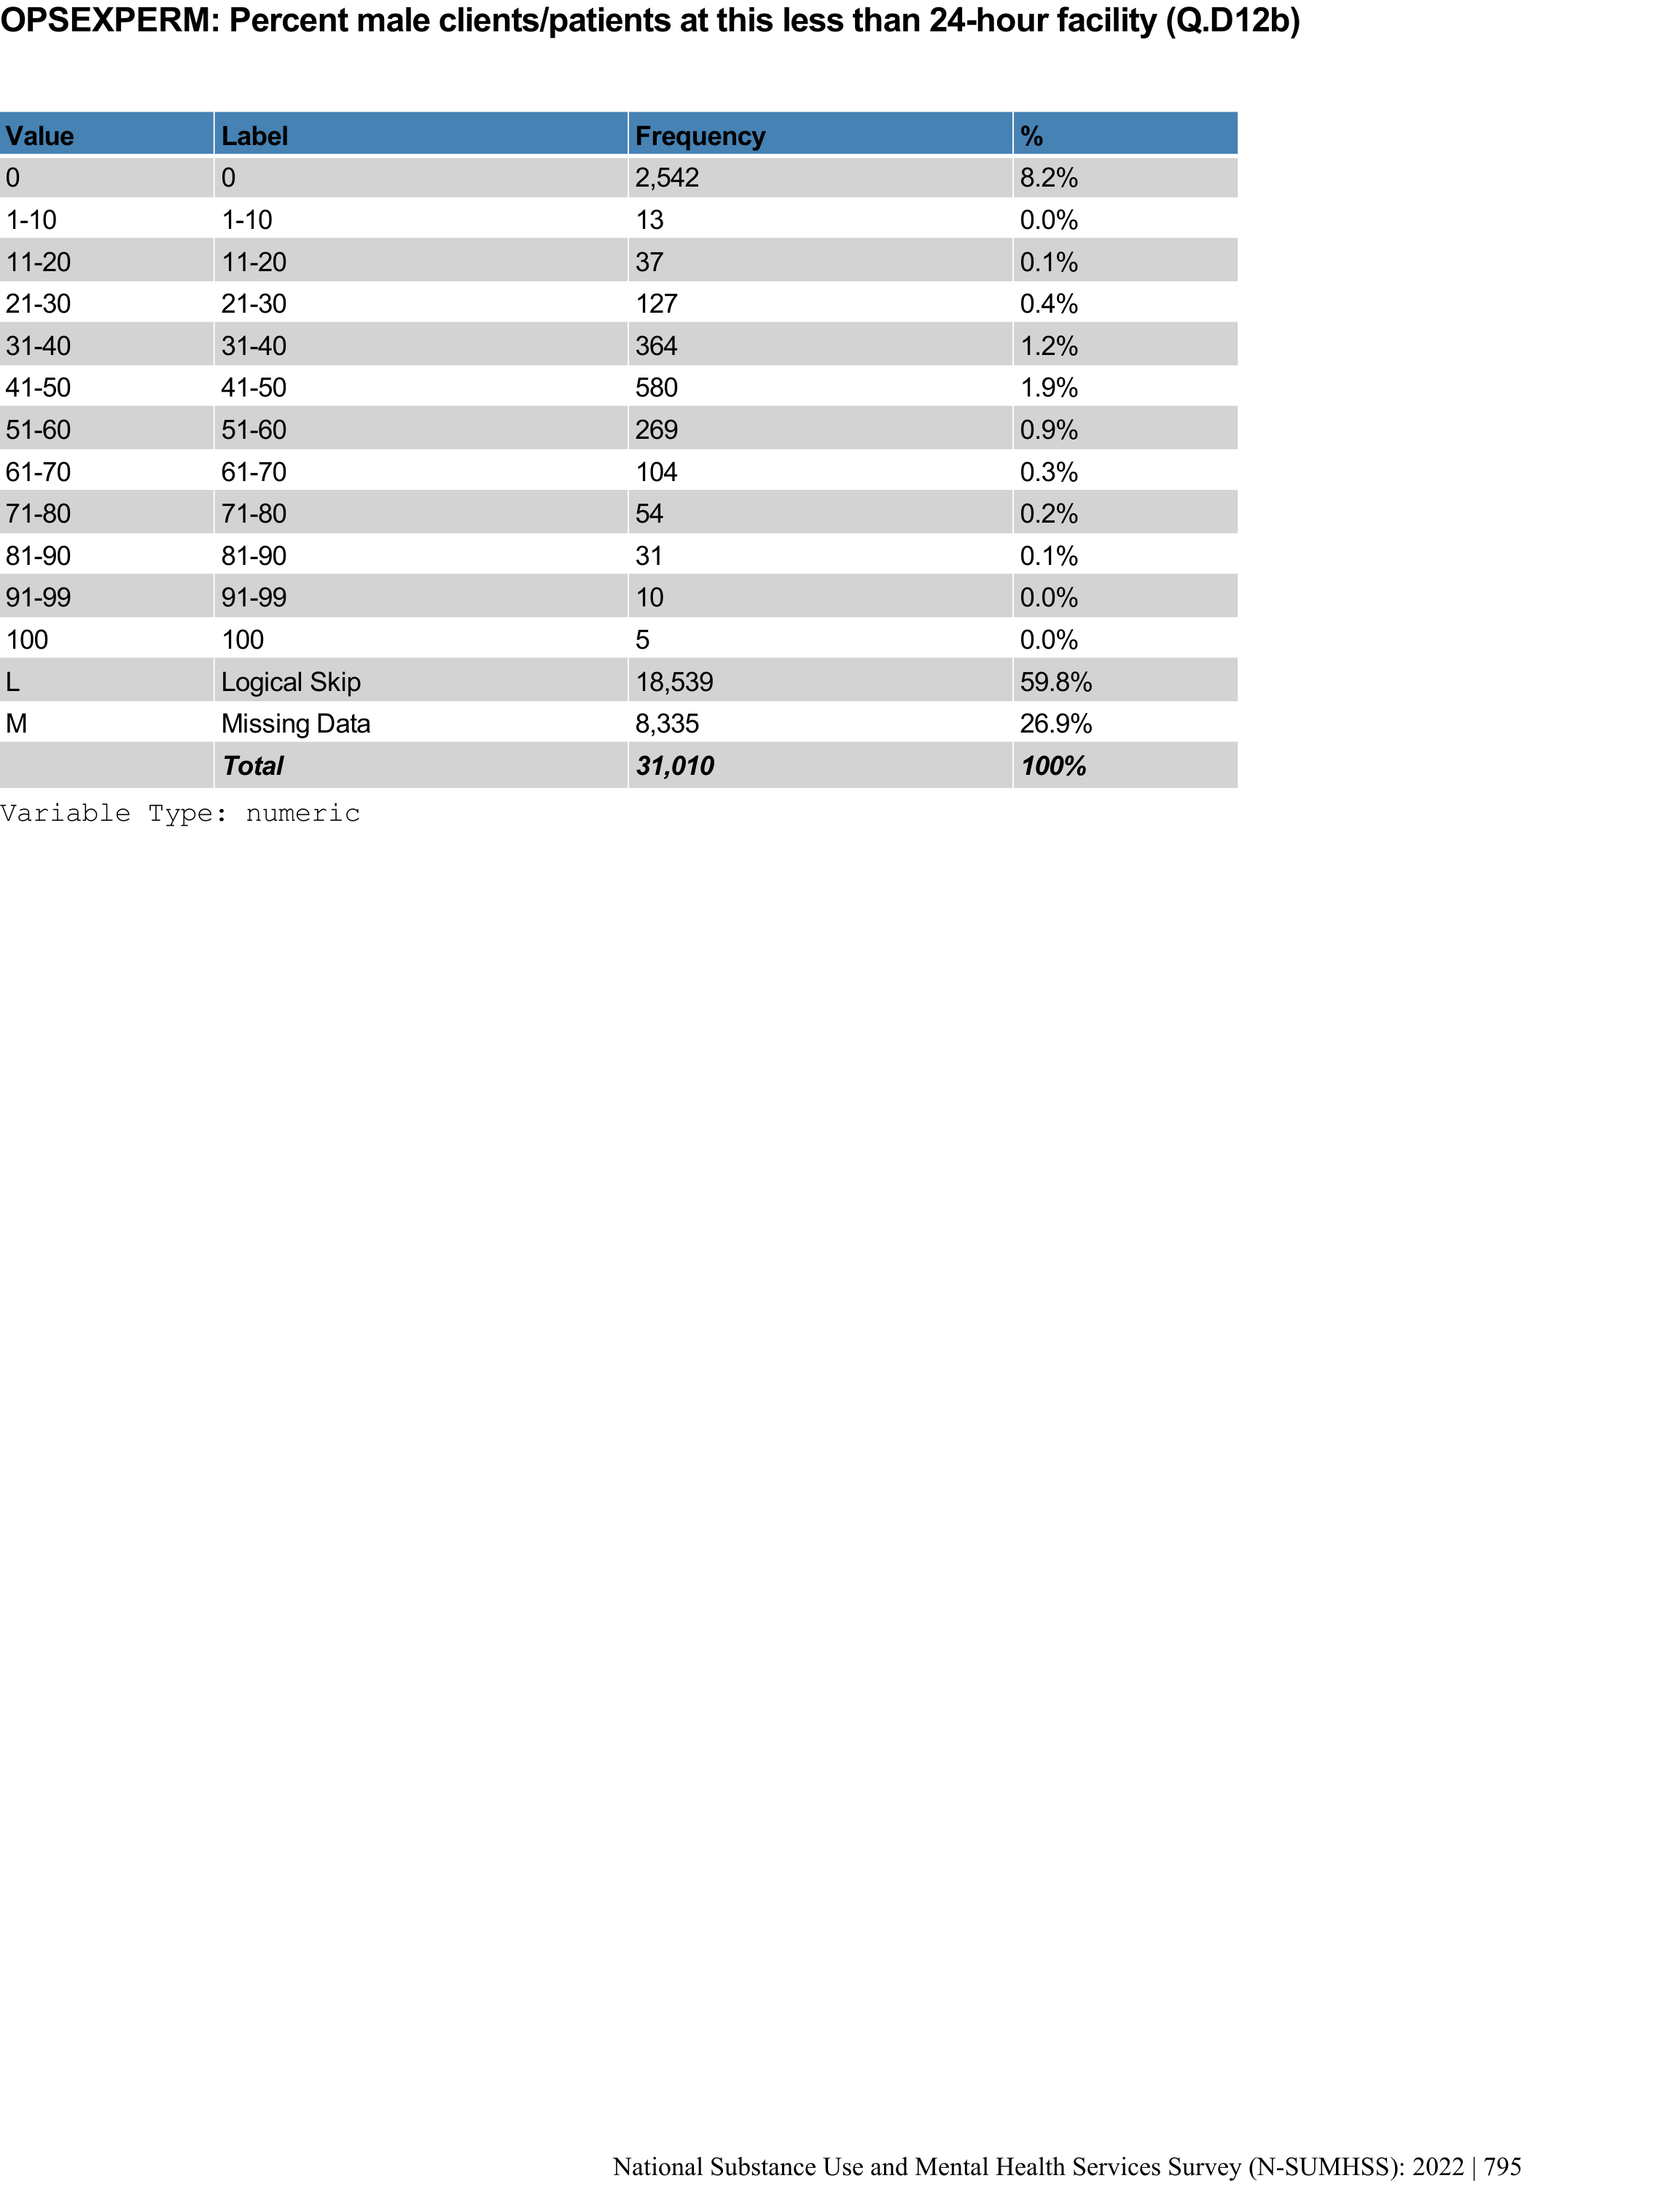 OPSEXPERM: Percent male clients/patients at this less than 24-hour facility (Q.D12b)
Value Label Frequency %
0 0 2,542 8.2%
1-10 1-10 13 0.0%
11-20 11-20 37 0.1%
21-30 21-30 127 0.4%
31-40 31-40 364 1.2%
41-50 41-50 580 1.9%
51-60 51-60 269 0.9%
61-70 61-70 104 0.3%
71-80 71-80 54 0.2%
81-90 81-90 31 0.1%
91-99 91-99 10 0.0%
100 100 5 0.0%
L Logical Skip 18,539 59.8%
M Missing Data 8,335 26.9%
Total 31,010 100%
Variable Type: numeric
National Substance Use and Mental Health Services Survey (N-SUMHSS): 2022 | 795